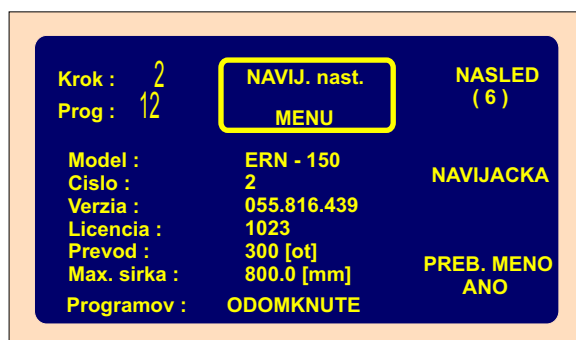 Krok : 2
Prog : 12
NAVIJ. nast.
MENU
NASLED
( 6 )
Model : ERN - 150
Cislo : 2
Verzia : 055.816.439
Licencia : 1023
Prevod : 300 [ot]
Max. sirka : 800.0 [mm]
Programov : ODOMKNUTE
NAVIJACKA
PREB. MENO
ANO